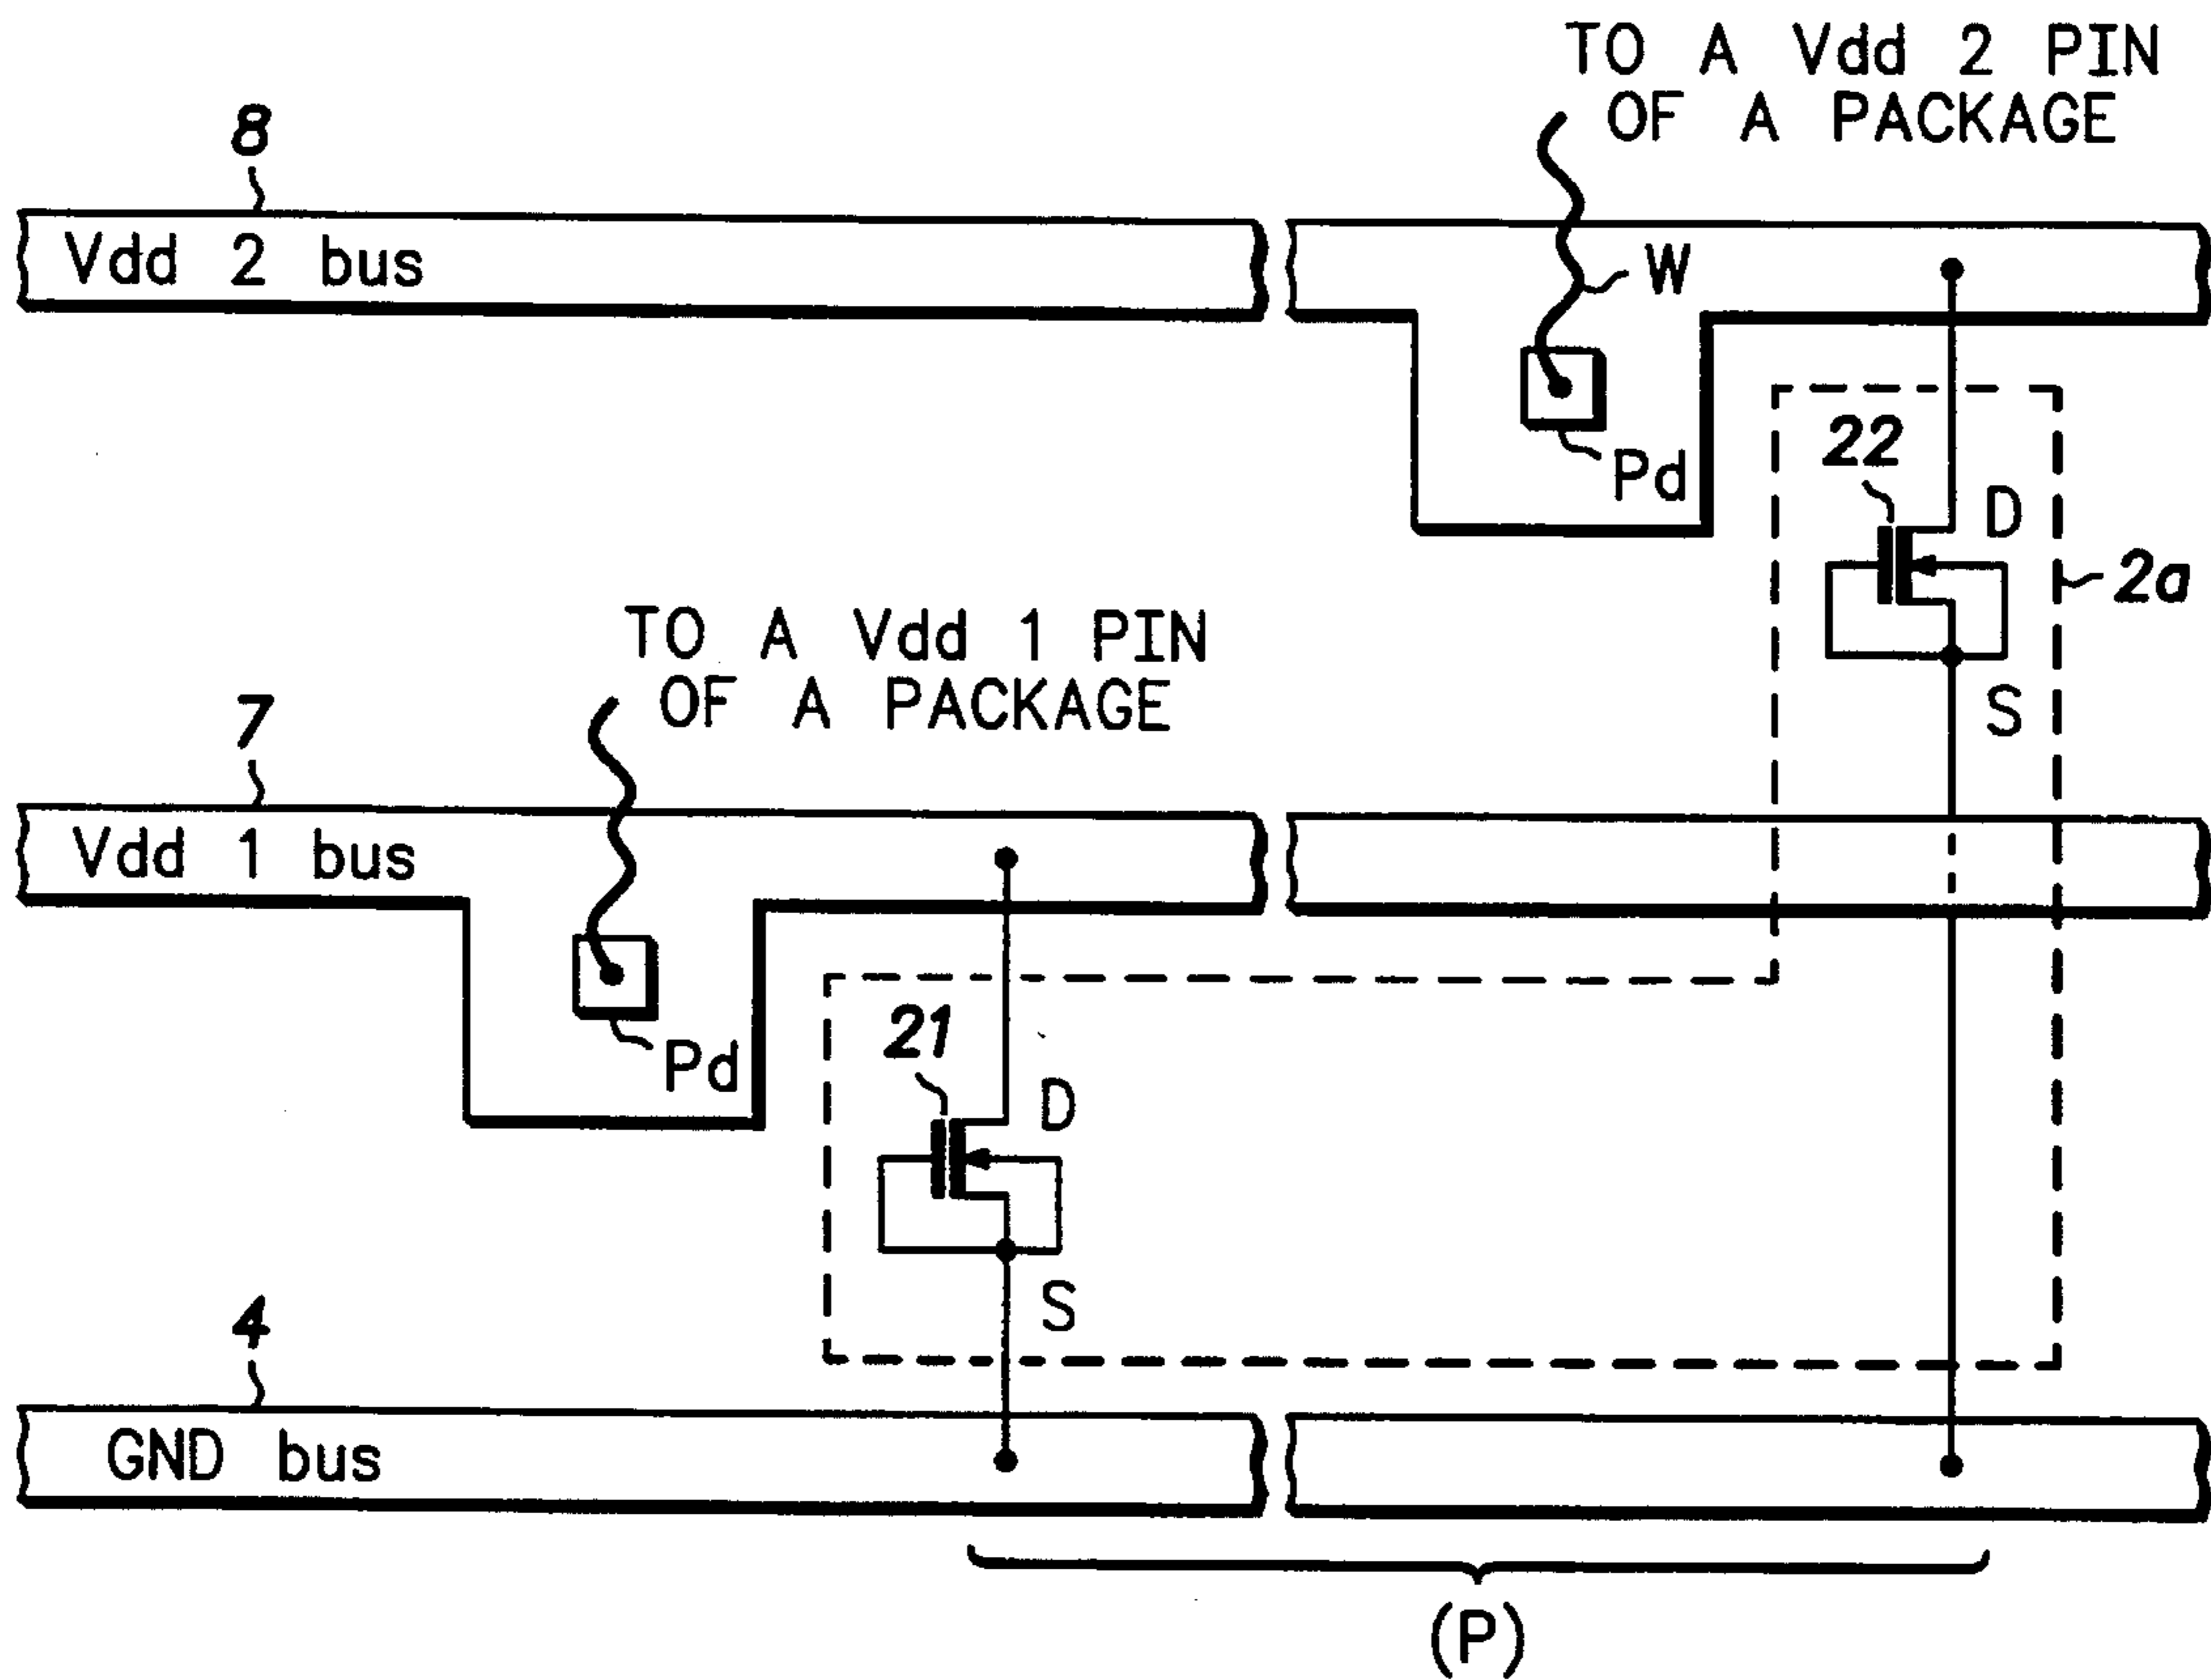 TO A Vdd 2 PIN
OF A PACKAGE
8
Vdd 2 bus
W
Pd
22
D
2a
S
TO A Vdd 1 PIN
OF A PACKAGE
7
Vdd 1 bus
Pd
21
D
S
4
GND bus
(P)